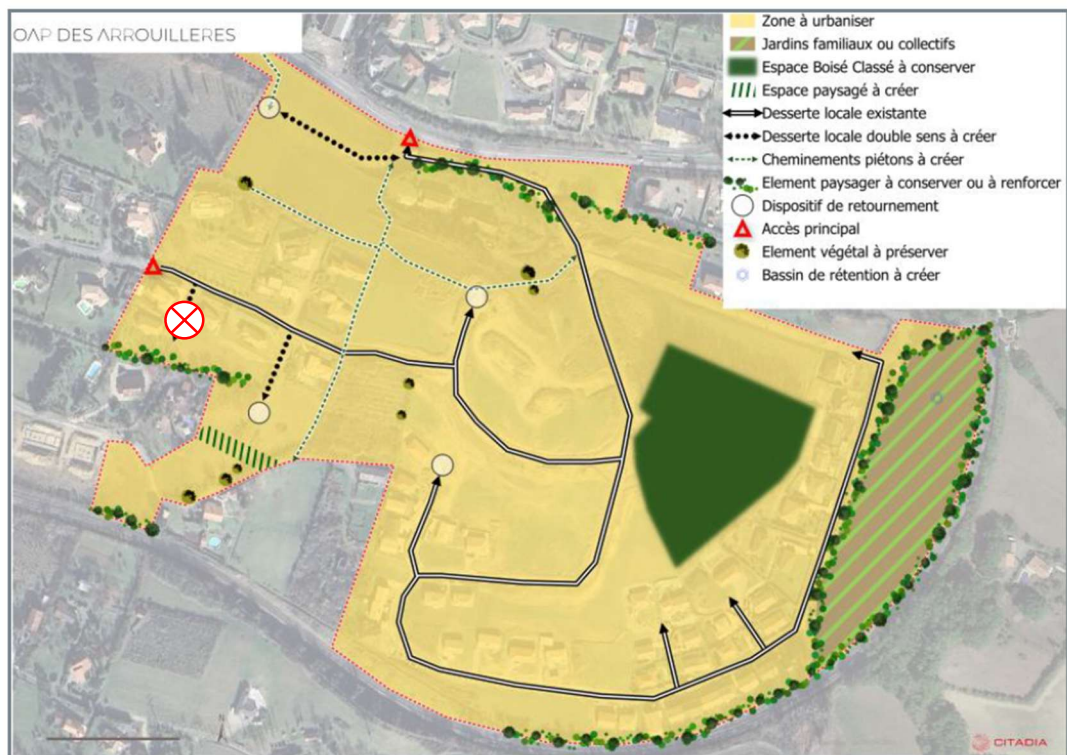 OAP DES ARROUILLERES
Zone à urbaniser
Jardins familiaux ou collectifs
Espace Boisé Classé à conserver
Espace paysagé à créer
Desserte locale existante
Desserte locale double sens à créer
Cheminements piétons à créer
Element paysager à conserver ou à renforcer
Dispositif de retournement
Accès principal
Element végétal à préserver
Bassin de rétention à créer
CITADIA